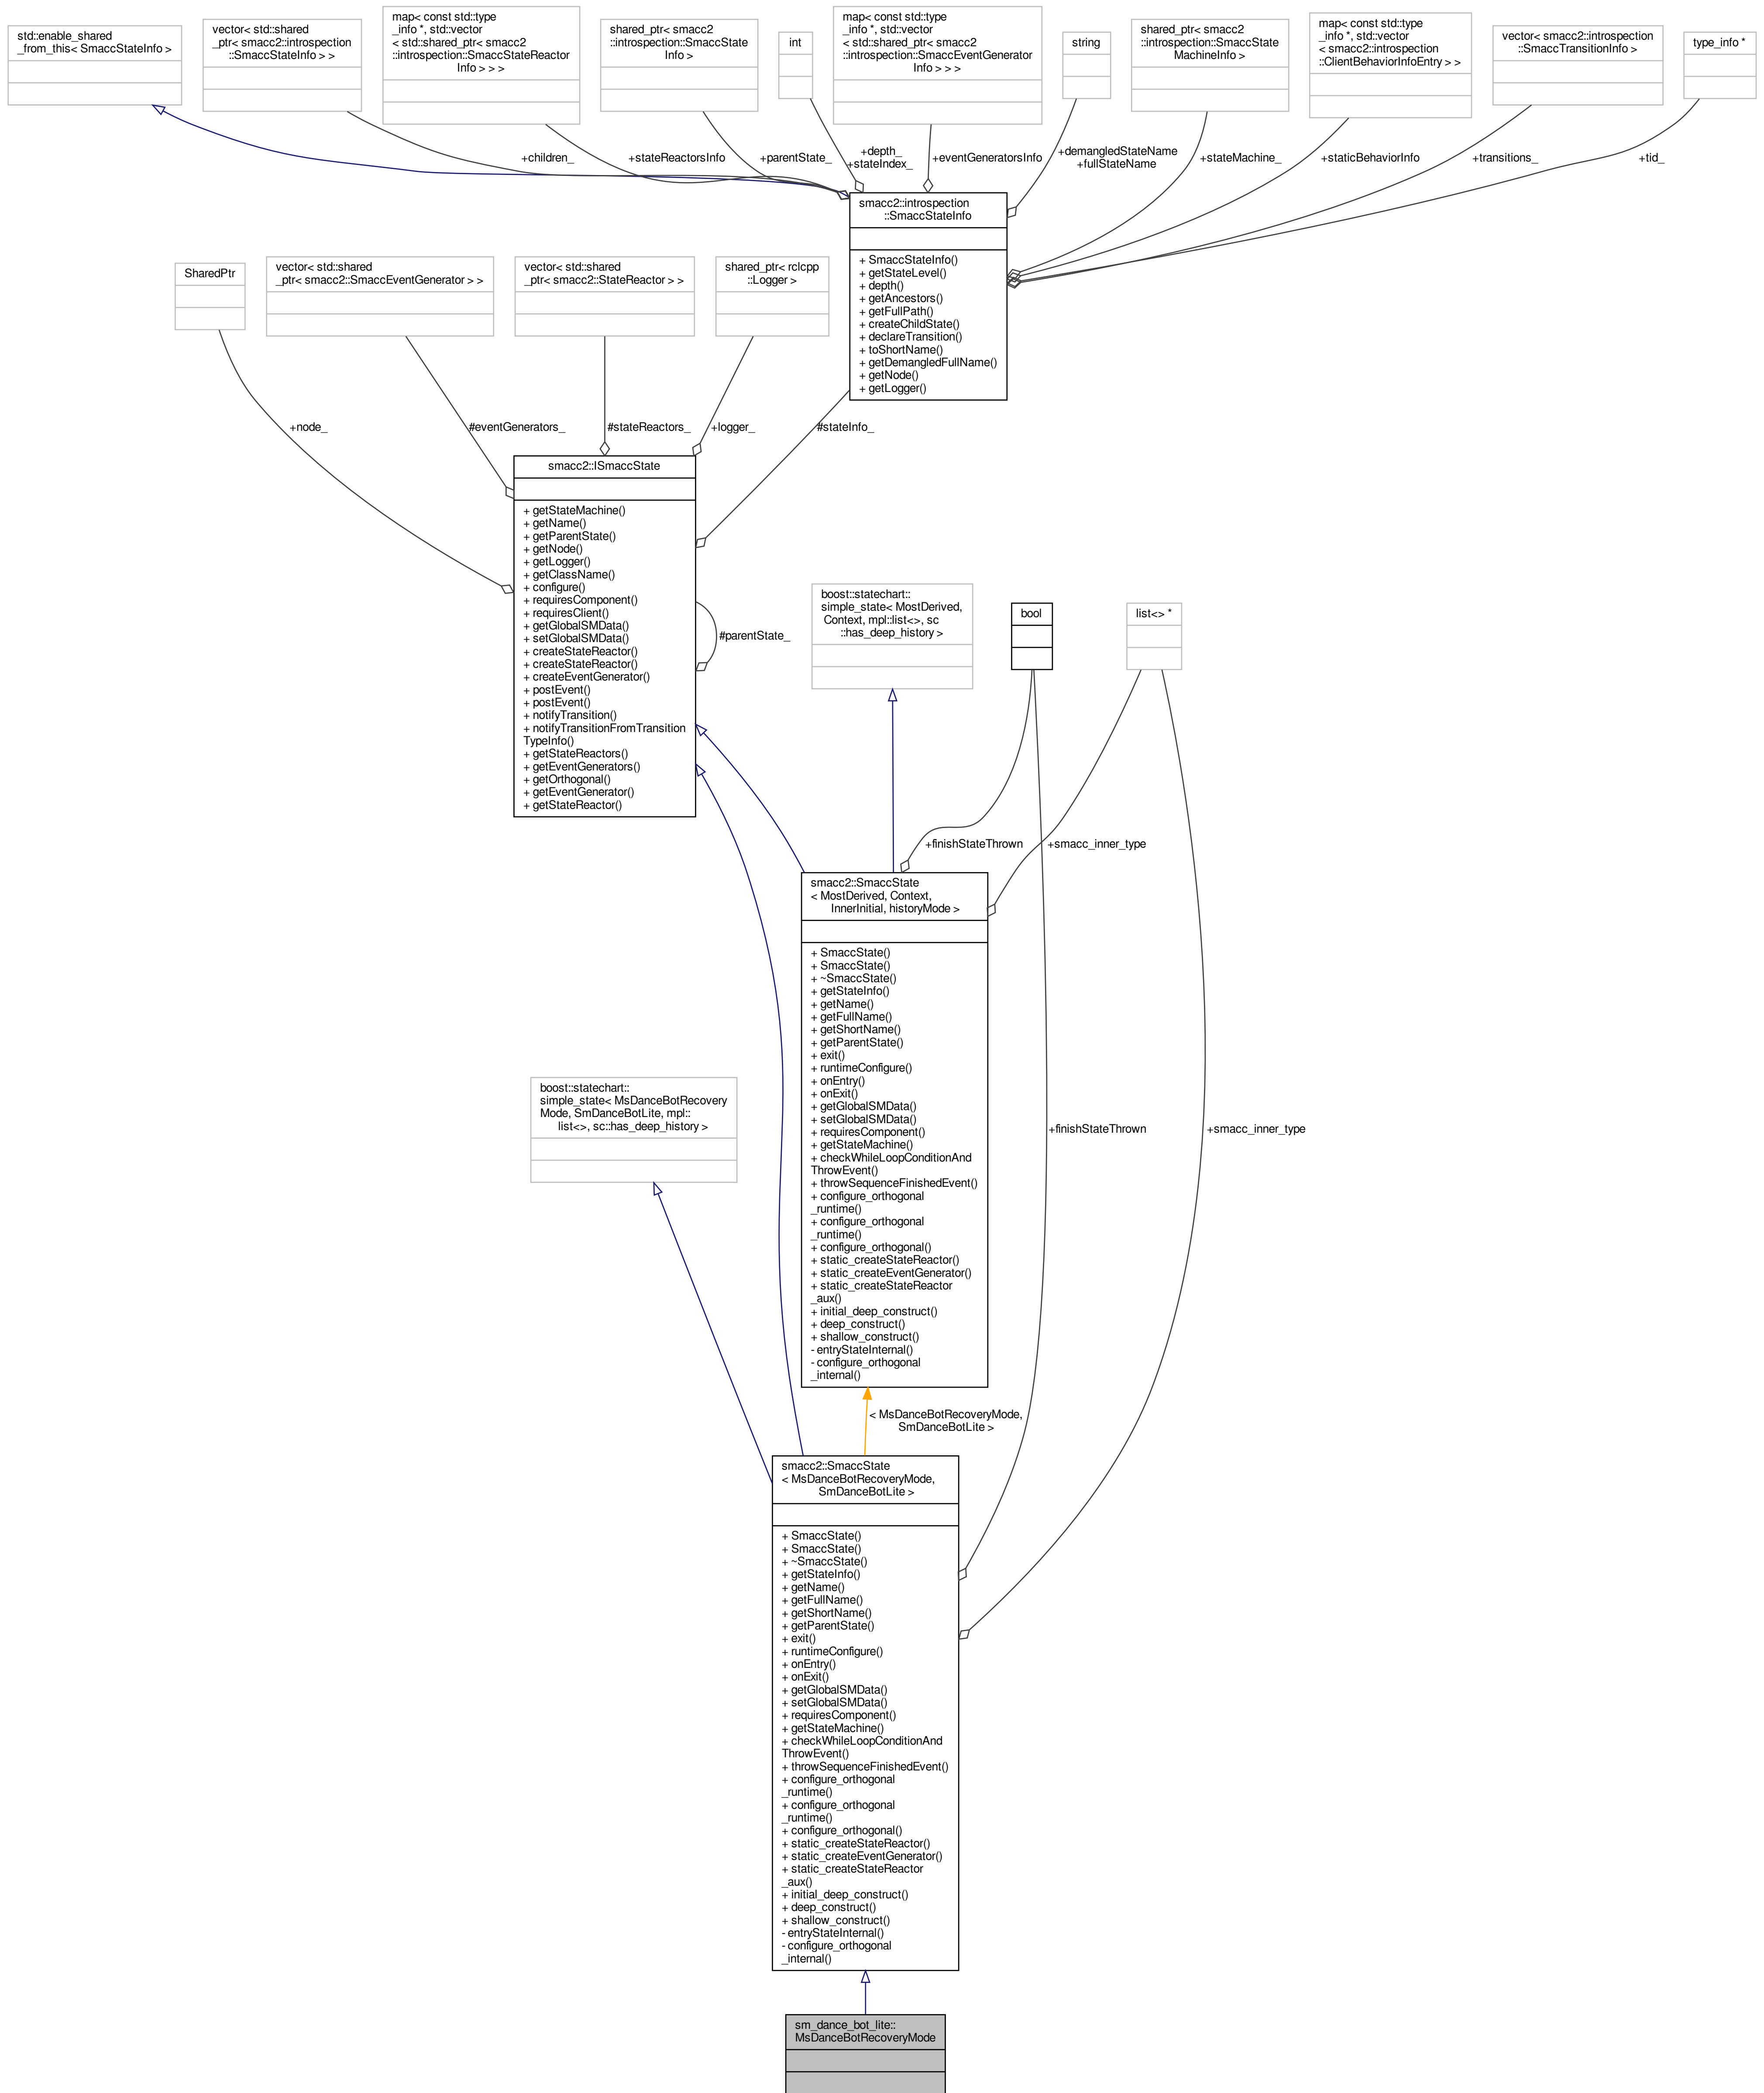 std::enable_shared
_from_this< SmaccStateInfo >
vector< std::shared
_ptr< smacc2::introspection
::SmaccStateInfo > >
map< const std::type
_info *, std::vector
< std::shared_ptr< smacc2
::introspection::SmaccStateReactor
Info > > >
shared_ptr< smacc2
::introspection::SmaccState
Info >
int
map< const std::type
_info *, std::vector
< std::shared_ptr< smacc2
::introspection::SmaccEventGenerator
Info > > >
string
shared_ptr< smacc2
::introspection::SmaccState
MachineInfo >
map< const std::type
_info *, std::vector
< smacc2::introspection
::ClientBehaviorInfoEntry > >
vector< smacc2::introspection
::SmaccTransitionInfo >
type_info *
+children_
+stateReactorsInfo
+parentState_
+depth_
+stateIndex_
+eventGeneratorsInfo
+demangledStateName
+fullStateName
+stateMachine_
+staticBehaviorInfo
+transitions_
+tid_
smacc2::introspection
::SmaccStateInfo
+ SmaccStateInfo()
+ getStateLevel()
+ depth()
+ getAncestors()
+ getFullPath()
+ createChildState()
+ declareTransition()
+ toShortName()
+ getDemangledFullName()
+ getNode()
+ getLogger()
SharedPtr
vector< std::shared
_ptr< smacc2::SmaccEventGenerator > >
vector< std::shared
_ptr< smacc2::StateReactor > >
shared_ptr< rclcpp
::Logger >
+node_
#eventGenerators_
#stateReactors_
+logger_
#stateInfo_
smacc2::ISmaccState
+ getStateMachine()
+ getName()
+ getParentState()
+ getNode()
+ getLogger()
+ getClassName()
+ configure()
+ requiresComponent()
+ requiresClient()
+ getGlobalSMData()
+ setGlobalSMData()
+ createStateReactor()
+ createStateReactor()
+ createEventGenerator()
+ postEvent()
+ postEvent()
+ notifyTransition()
+ notifyTransitionFromTransition
TypeInfo()
+ getStateReactors()
+ getEventGenerators()
+ getOrthogonal()
+ getEventGenerator()
+ getStateReactor()
#parentState_
boost::statechart::
simple_state< MostDerived,
Context, mpl::list<>, sc
::has_deep_history >
bool
list<> *
+finishStateThrown
+smacc_inner_type
smacc2::SmaccState
< MostDerived, Context,
InnerInitial, historyMode >
+ SmaccState()
+ SmaccState()
+ ~SmaccState()
+ getStateInfo()
+ getName()
+ getFullName()
+ getShortName()
+ getParentState()
+ exit()
+ runtimeConfigure()
+ onEntry()
+ onExit()
+ getGlobalSMData()
+ setGlobalSMData()
+ requiresComponent()
+ getStateMachine()
+ checkWhileLoopConditionAnd
ThrowEvent()
+ throwSequenceFinishedEvent()
+ configure_orthogonal
_runtime()
+ configure_orthogonal
_runtime()
+ configure_orthogonal()
+ static_createStateReactor()
+ static_createEventGenerator()
+ static_createStateReactor
_aux()
+ initial_deep_construct()
+ deep_construct()
+ shallow_construct()
- entryStateInternal()
- configure_orthogonal
_internal()
boost::statechart::
simple_state< MsDanceBotRecovery
Mode, SmDanceBotLite, mpl::
list<>, sc::has_deep_history >
+finishStateThrown
+smacc_inner_type
< MsDanceBotRecoveryMode,
SmDanceBotLite >
smacc2::SmaccState
< MsDanceBotRecoveryMode,
SmDanceBotLite >
+ SmaccState()
+ SmaccState()
+ ~SmaccState()
+ getStateInfo()
+ getName()
+ getFullName()
+ getShortName()
+ getParentState()
+ exit()
+ runtimeConfigure()
+ onEntry()
+ onExit()
+ getGlobalSMData()
+ setGlobalSMData()
+ requiresComponent()
+ getStateMachine()
+ checkWhileLoopConditionAnd
ThrowEvent()
+ throwSequenceFinishedEvent()
+ configure_orthogonal
_runtime()
+ configure_orthogonal
_runtime()
+ configure_orthogonal()
+ static_createStateReactor()
+ static_createEventGenerator()
+ static_createStateReactor
_aux()
+ initial_deep_construct()
+ deep_construct()
+ shallow_construct()
- entryStateInternal()
- configure_orthogonal
_internal()
sm_dance_bot_lite::
MsDanceBotRecoveryMode